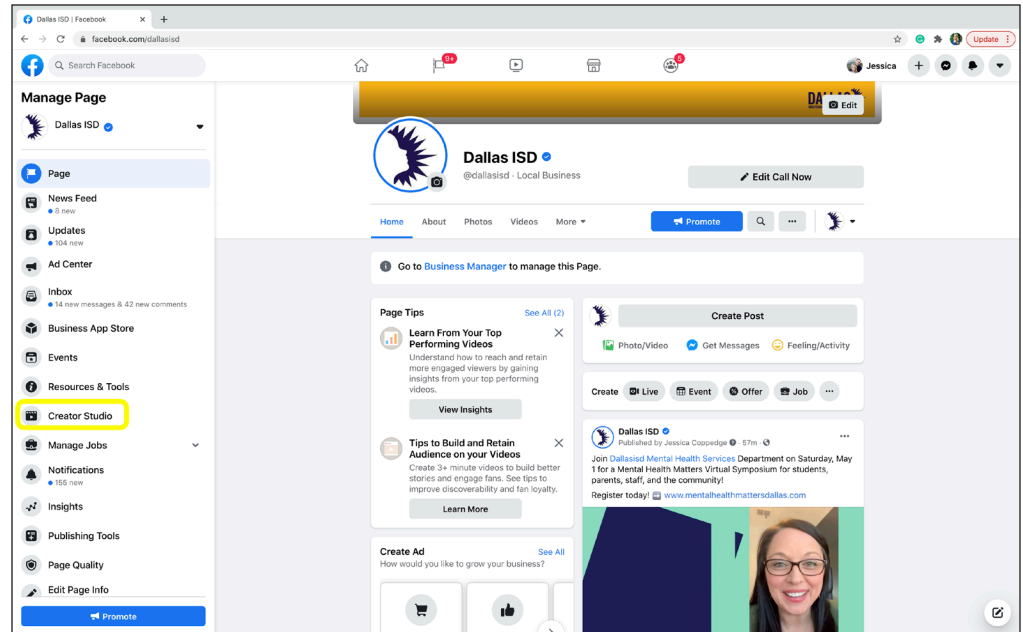 Dallas ISD | Facebook
facebook.com/dallasisd
Update
Search Facebook
9+
5
Jessica
Manage Page
Dallas ISD
Page
News Feed
8 new
Updates
104 new
Ad Center
Inbox
14 new messages & 42 new comments
Business App Store
Events
Resources & Tools
Creator Studio
Manage Jobs
Notifications
155 new
Insights
Publishing Tools
Page Quality
Edit Page Info
Promote
Edit
Dallas ISD
@dallasisd · Local Business
Edit Call Now
Home About Photos Videos More
Promote
Go to Business Manager to manage this Page.
Page Tips See All (2)
Learn From Your Top
Performing Videos
Understand how to reach and retain
more engaged viewers by gaining
insights from your top performing
videos.
View Insights
Tips to Build and Retain
Audience on your Videos
Create 3+ minute videos to build better
stories and engage fans. See tips to
improve discoverability and fan loyalty.
Learn More
Create Ad See All
How would you like to grow your business?
Create Post
Photo/Video Get Messages Feeling/Activity
Create Live Event Offer Job
Dallas ISD
Published by Jessica Coppedge · 57m ·
Join Dallasisd Mental Health Services Department on Saturday, May
1 for a Mental Health Matters Virtual Symposium for students,
parents, staff, and the community!
Register today! www.mentalhealthmattersdallas.com